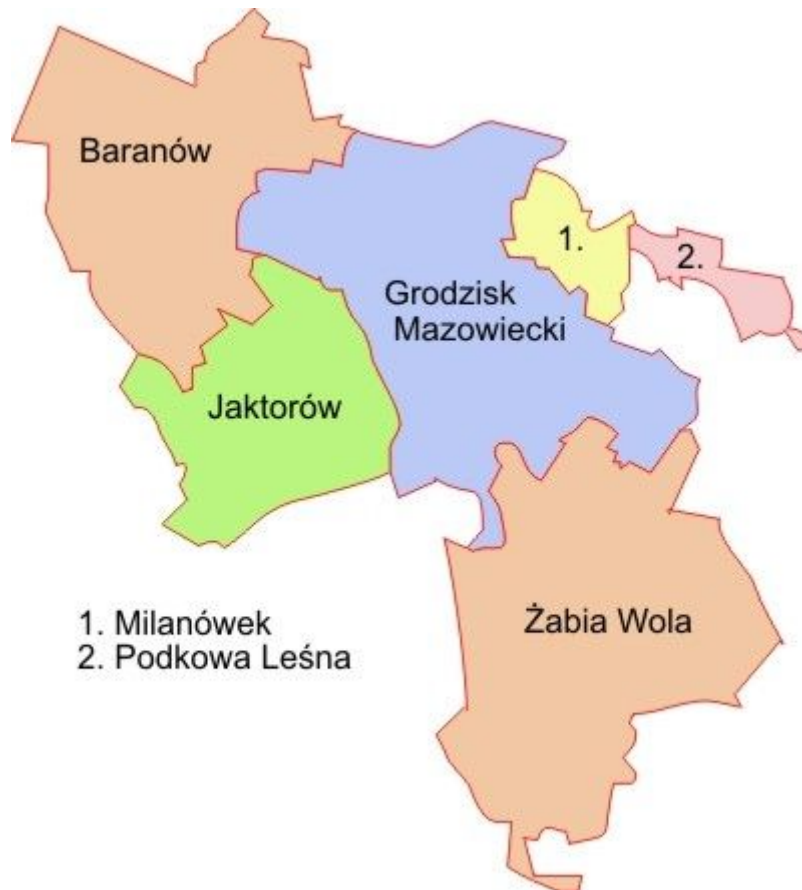 Baranów
1.
2.
Grodzisk
Mazowiecki
Jaktorów
Żabia Wola
1. Milanówek
2. Podkowa Leśna